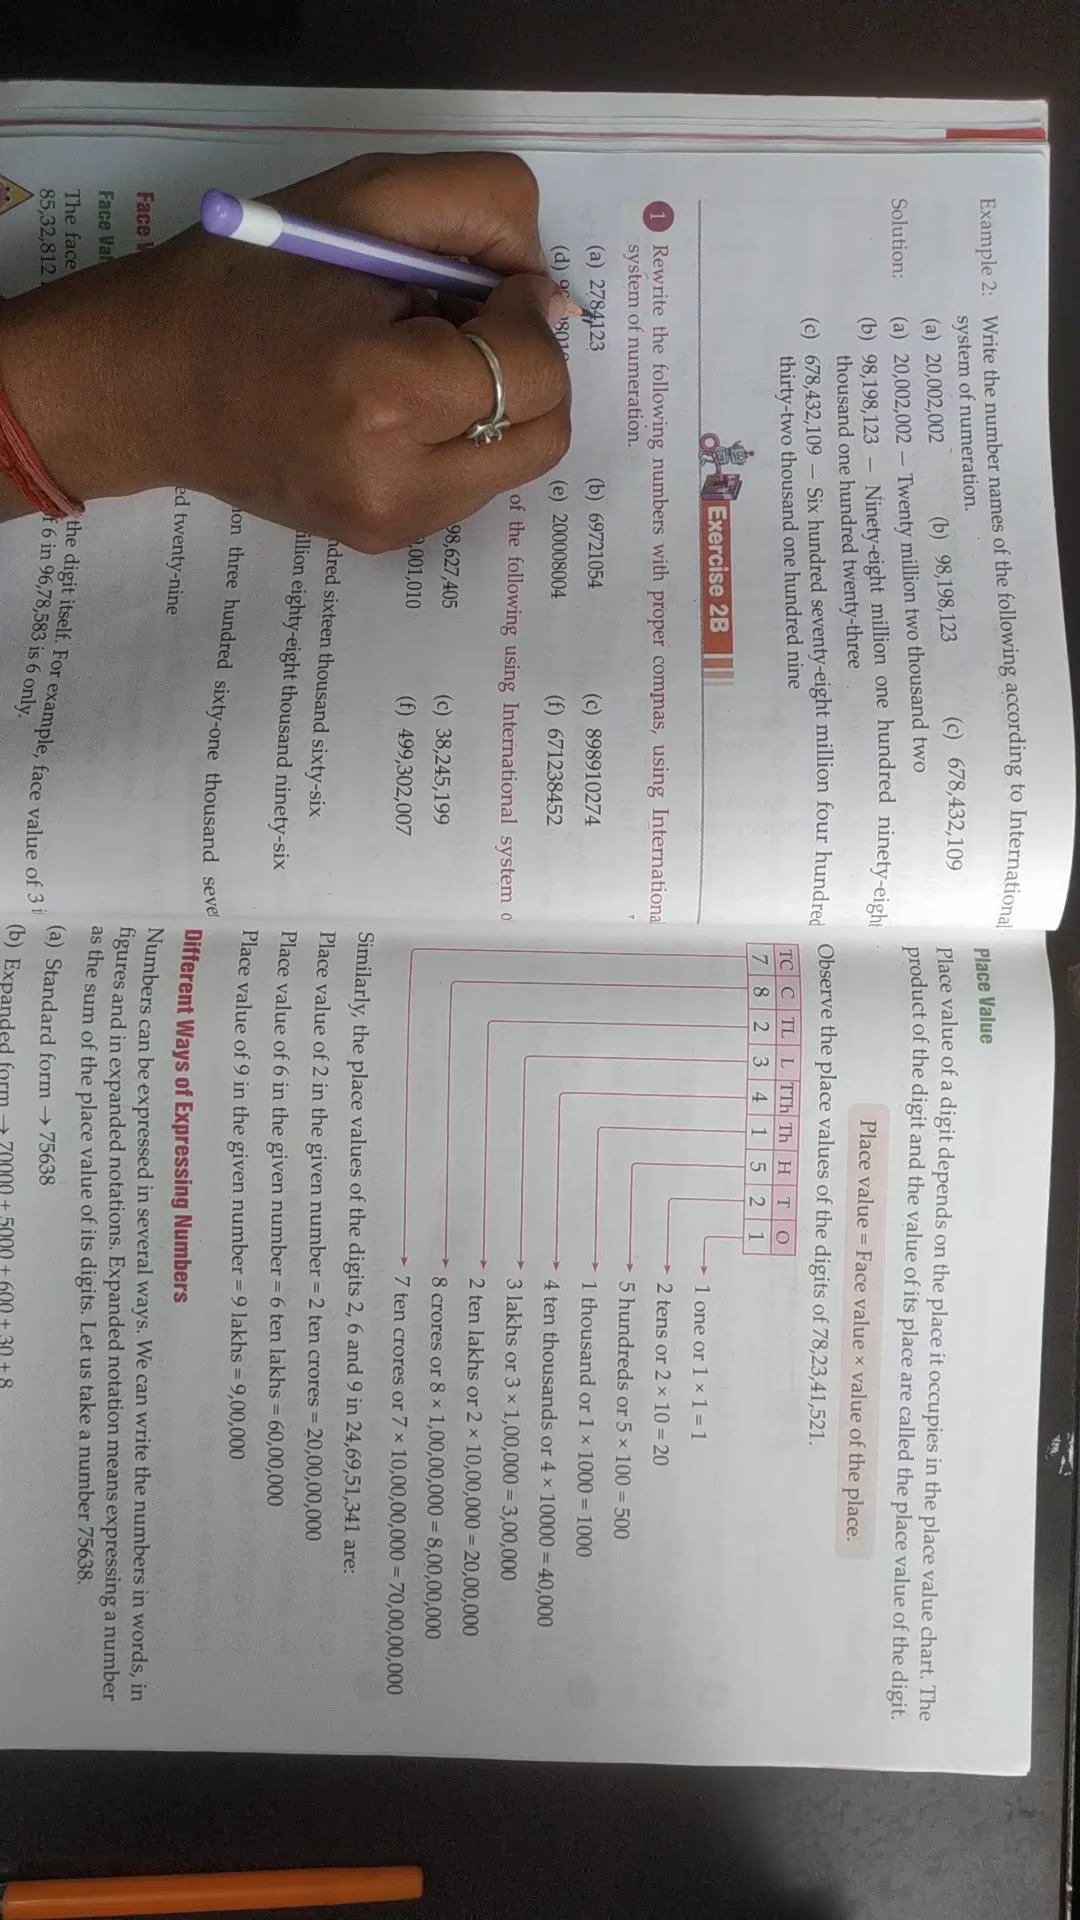 Example 2: Write the number names of the following according to International
system of numeration.
(a) 20,002,002 (b) 98,198,123 (c) 678,432,109
Solution: (a) 20,002,002 – Twenty million two thousand two
(b) 98,198,123 – Ninety-eight million one hundred ninety-eight
thousand one hundred twenty-three
(c) 678,432,109 – Six hundred seventy-eight million four hundred
thirty-two thousand one hundred nine
Exercise 2B
1 Rewrite the following numbers with proper commas, using Internationa
system of numeration.
(a) 2784123 (b) 69721054 (c) 898910274
(d) (e) 200008004 (f) 671238452
of the following using International system o
98,627,405 (c) 38,245,199
,001,010 (f) 499,302,007
ndred sixteen thousand sixty-six
illion eighty-eight thousand ninety-six
ion three hundred sixty-one thousand seve
ed twenty-nine
Face V
Face Val
The face the digit itself. For example, face value of 3 i
85,32,812 f 6 in 96,78,583 is 6 only.
Place Value
Place value of a digit depends on the place it occupies in the place value chart. The
product of the digit and the value of its place are called the place value of the digit.
Place value = Face value × value of the place.
Observe the place values of the digits of 78,23,41,521.
TC C TL L TTh Th H T O
7 8 2 3 4 1 5 2 1
1 one or 1 × 1 = 1
2 tens or 2 × 10 = 20
5 hundreds or 5 × 100 = 500
1 thousand or 1 × 1000 = 1000
4 ten thousands or 4 × 10000 = 40,000
3 lakhs or 3 × 1,00,000 = 3,00,000
2 ten lakhs or 2 × 10,00,000 = 20,00,000
8 crores or 8 × 1,00,00,000 = 8,00,00,000
7 ten crores or 7 × 10,00,00,000 = 70,00,00,000
Similarly, the place values of the digits 2, 6 and 9 in 24,69,51,341 are:
Place value of 2 in the given number = 2 ten crores = 20,00,00,000
Place value of 6 in the given number = 6 ten lakhs = 60,00,000
Place value of 9 in the given number = 9 lakhs = 9,00,000
Different Ways of Expressing Numbers
Numbers can be expressed in several ways. We can write the numbers in words, in
figures and in expanded notations. Expanded notation means expressing a number
as the sum of the place value of its digits. Let us take a number 75638.
(a) Standard form → 75638
(b) Expanded form → 70000 + 5000 + 600 + 30 + 8